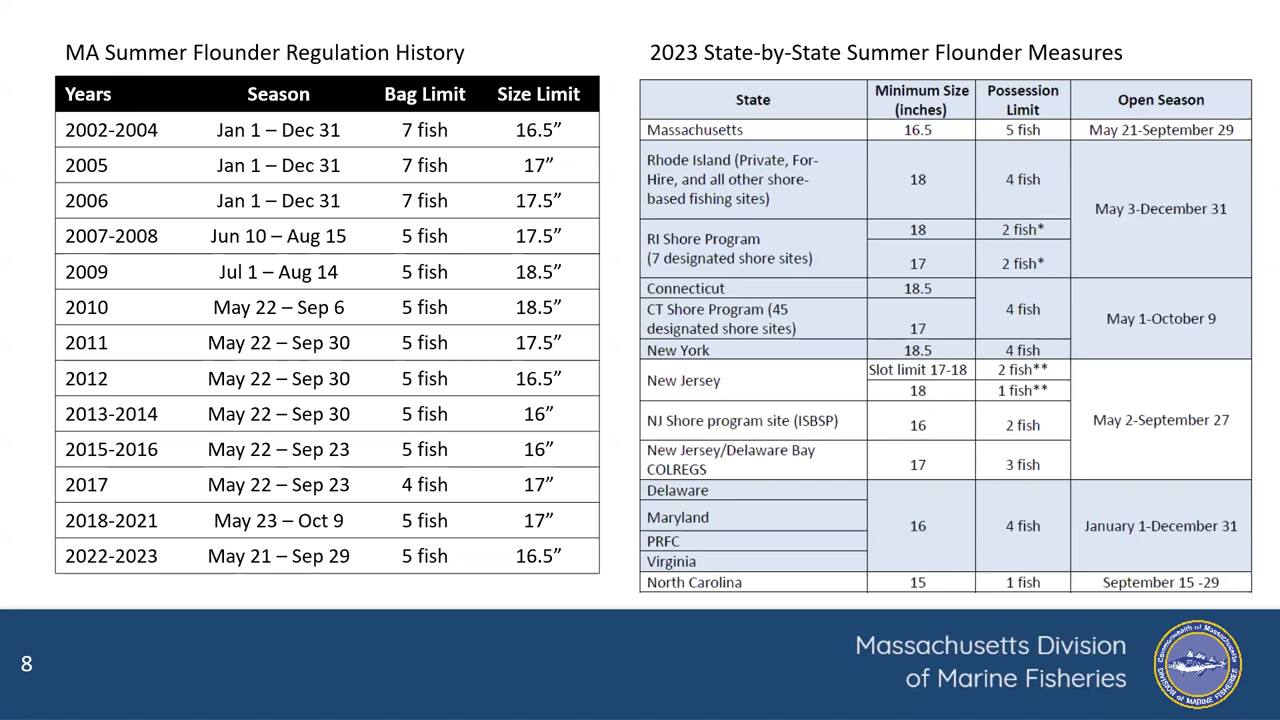 MA Summer Flounder Regulation History
Years Season Bag Limit Size Limit
2002-2004 Jan 1 – Dec 31 7 fish 16.5”
2005 Jan 1 – Dec 31 7 fish 17”
2006 Jan 1 – Dec 31 7 fish 17.5”
2007-2008 Jun 10 – Aug 15 5 fish 17.5”
2009 Jul 1 – Aug 14 5 fish 18.5”
2010 May 22 – Sep 6 5 fish 18.5”
2011 May 22 – Sep 30 5 fish 17.5”
2012 May 22 – Sep 30 5 fish 16.5”
2013-2014 May 22 – Sep 30 5 fish 16”
2015-2016 May 22 – Sep 23 5 fish 16”
2017 May 22 – Sep 23 4 fish 17”
2018-2021 May 23 – Oct 9 5 fish 17”
2022-2023 May 21 – Sep 29 5 fish 16.5”
2023 State-by-State Summer Flounder Measures
State Minimum Size (inches) Possession Limit Open Season
Massachusetts 16.5 5 fish May 21-September 29
Rhode Island (Private, For-
Hire, and all other shore- 18 4 fish
based fishing sites)
May 3-December 31
RI Shore Program 18 2 fish*
(7 designated shore sites) 17 2 fish*
Connecticut 18.5
CT Shore Program (45 4 fish May 1-October 9
designated shore sites) 17
New York 18.5 4 fish
New Jersey Slot limit 17-18 2 fish**
18 1 fish**
NJ Shore program site (ISBSP) 16 2 fish May 2-September 27
New Jersey/Delaware Bay
COLREGS 17 3 fish
Delaware
Maryland 16 4 fish January 1-December 31
PRFC
Virginia
North Carolina 15 1 fish September 15 -29
8
Massachusetts Division
of Marine Fisheries
Commonwealth of Massachusetts
DIVISION OF MARINE FISHERIES